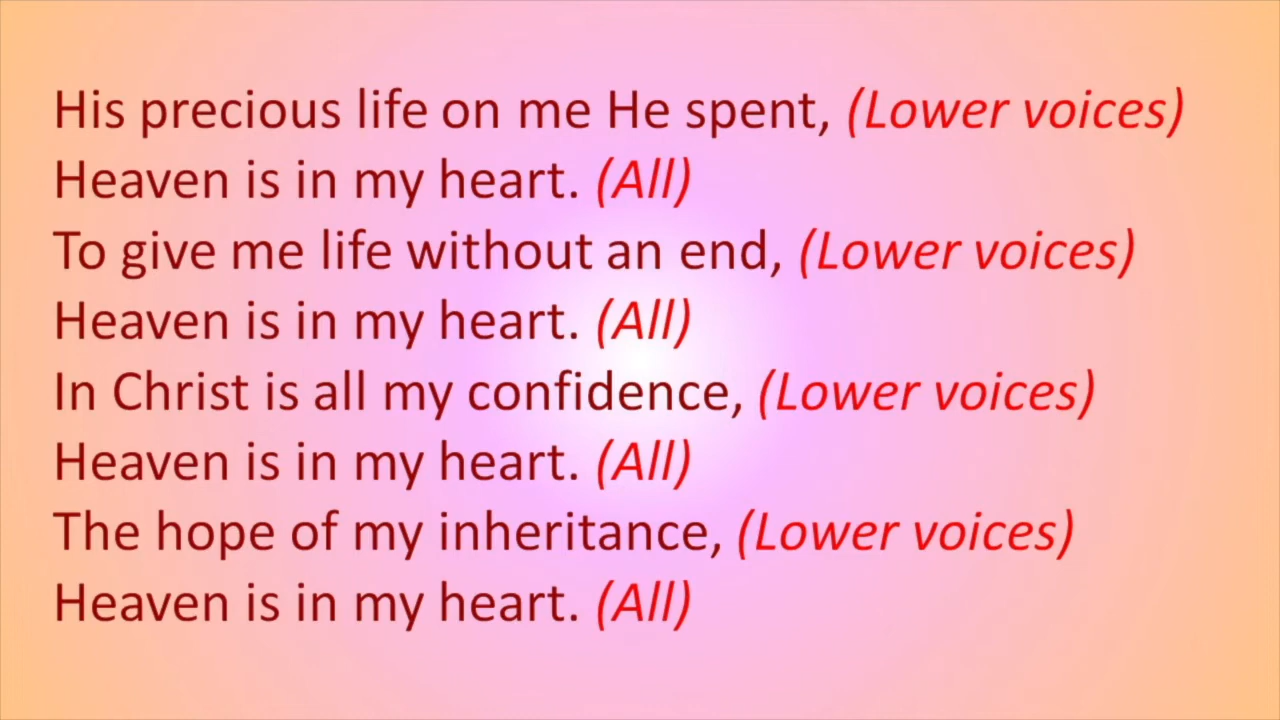 His precious life on me He spent, (Lower voices)
Heaven is in my heart. (All)
To give me life without an end, (Lower voices)
Heaven is in my heart. (All)
In Christ is all my confidence, (Lower voices)
Heaven is in my heart. (All)
The hope of my inheritance, (Lower voices)
Heaven is in my heart. (All)